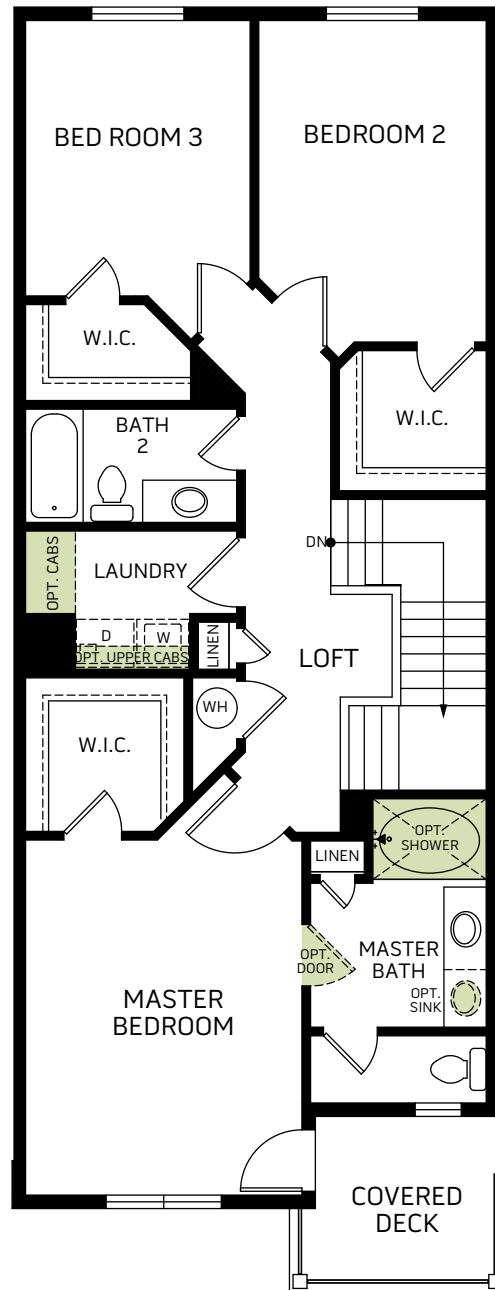 BED ROOM 3
BEDROOM 2
W.I.C.
W.I.C.
BATH
2
DN
OPT. CABS
LAUNDRY
D
W
OPT. UPPER CABS
LINEN
LOFT
WH
W.I.C.
OPT.
SHOWER
LINEN
OPT.
DOOR
MASTER
BATH
OPT.
SINK
MASTER
BEDROOM
COVERED
DECK